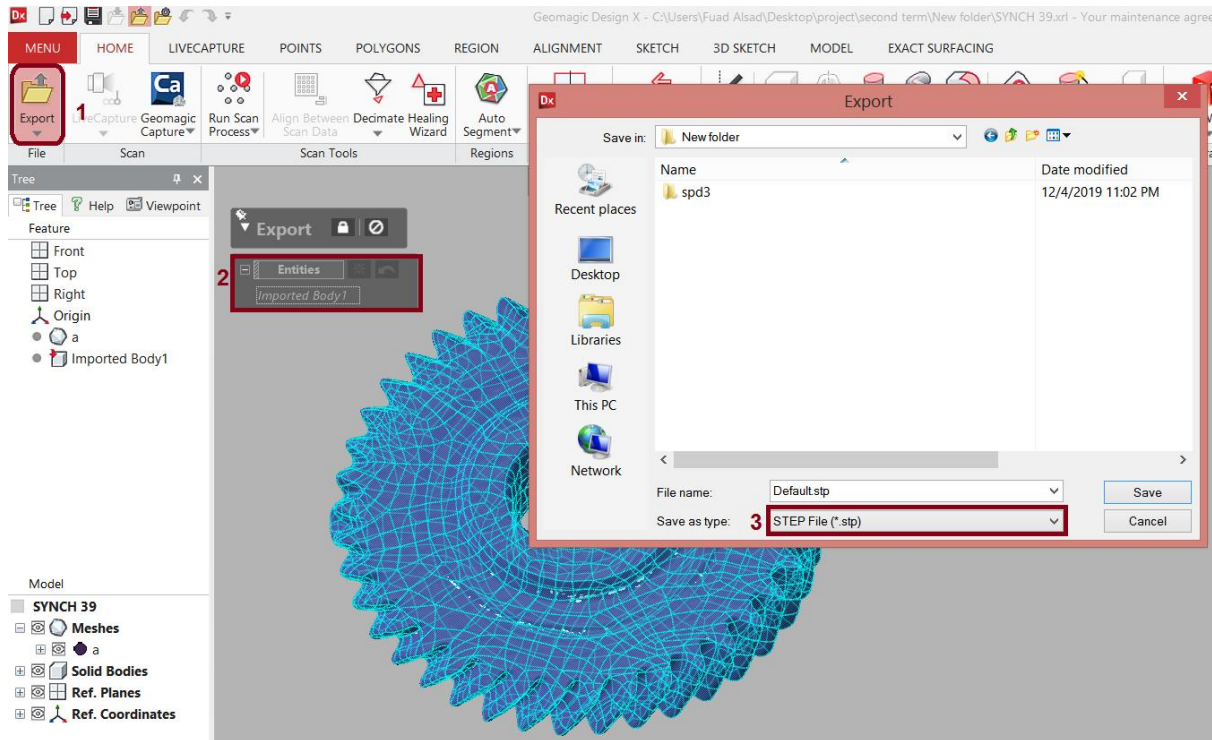 Dx
Geomagic Design X - C:\Users\Fuad Alsad\Desktop\project\second term\New folder\SYNCH 39.xrl - Your maintenance agree
MENU HOME LIVECAPTURE POINTS POLYGONS REGION ALIGNMENT SKETCH 3D SKETCH MODEL EXACT SURFACING
Export
1
LiveCapture
Ca
Geomagic
Capture
Run Scan
Process
Align Between
Scan Data
Decimate
Healing
Wizard
Auto
Segment
File Scan Scan Tools Regions
Tree
Tree Help Viewpoint
Feature
Front
Top
Right
Origin
a
Imported Body1
Export
2
Entities
Imported Body1
Dx Export
Save in: New folder
Name Date modified
spd3 12/4/2019 11:02 PM
Recent places
Desktop
Libraries
This PC
Network
File name: Default.stp Save
Save as type: 3 STEP File (*.stp) Cancel
Model
SYNCH 39
Meshes
a
Solid Bodies
Ref. Planes
Ref. Coordinates